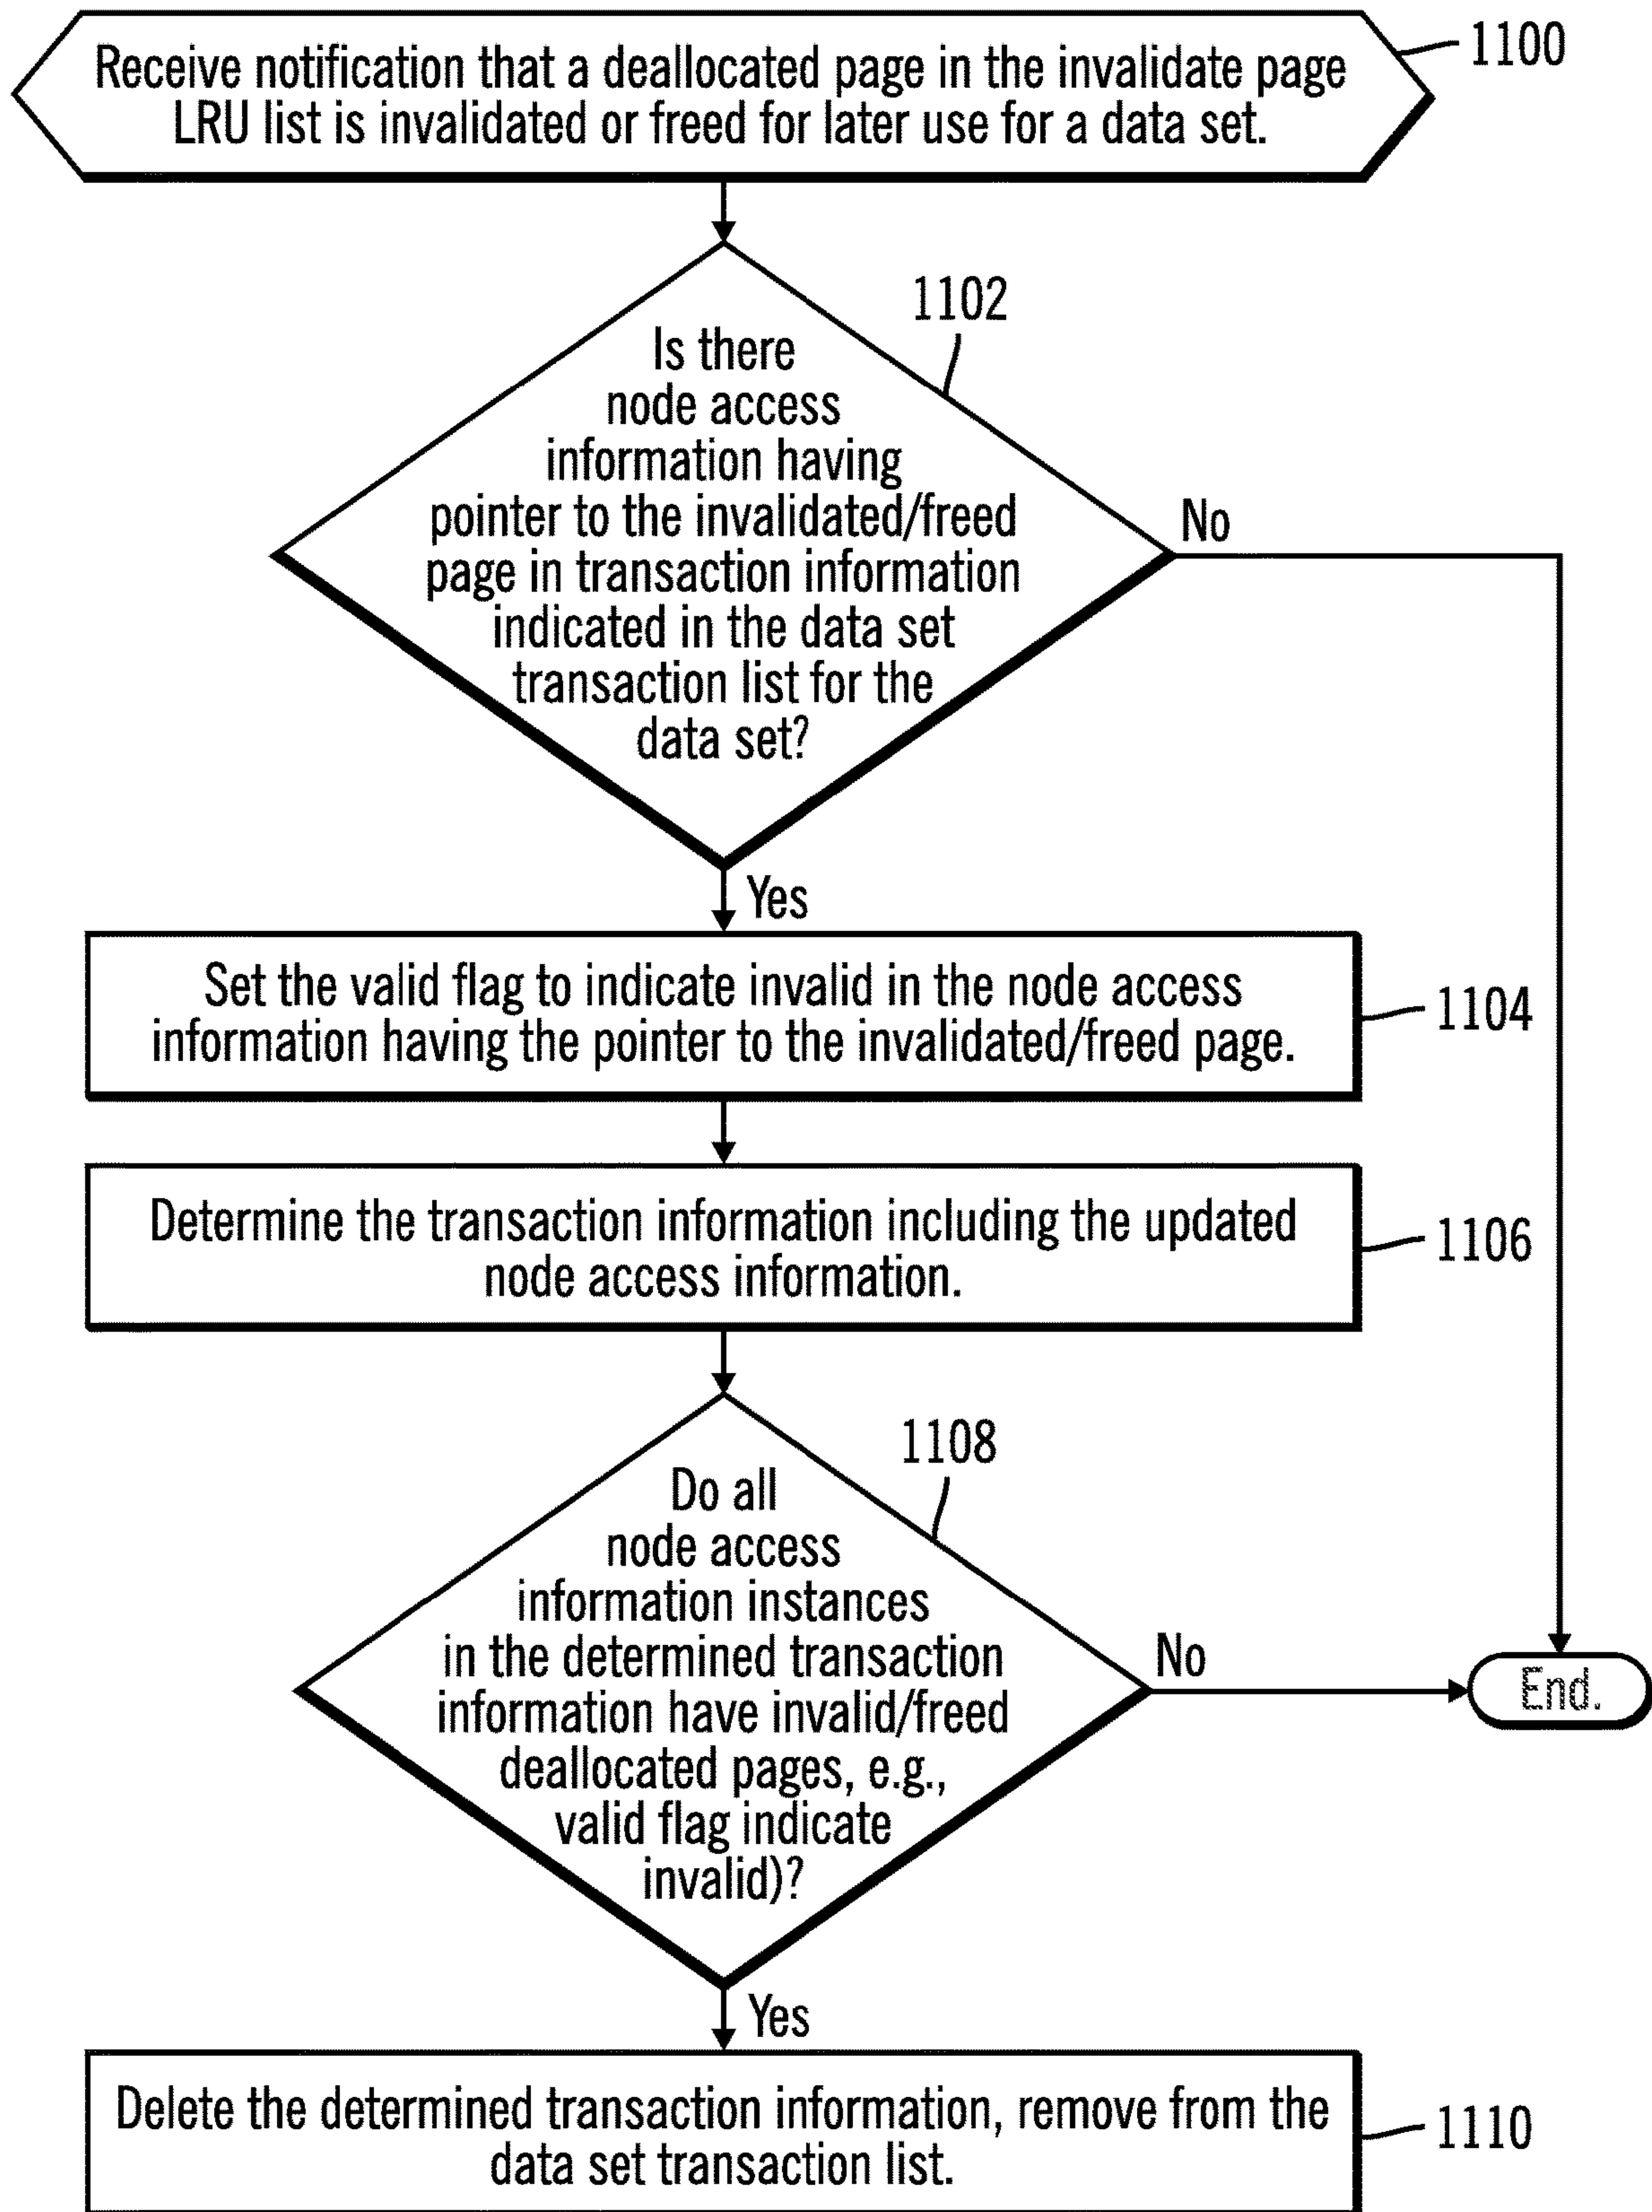 Receive notification that a deallocated page in the invalidate page
LRU list is invalidated or freed for later use for a data set.
1100
1102
Is there
node access
information having
pointer to the invalidated/freed
page in transaction information
indicated in the data set
transaction list for the
data set?
No
Yes
Set the valid flag to indicate invalid in the node access
information having the pointer to the invalidated/freed page.
1104
Determine the transaction information including the updated
node access information.
1106
1108
Do all
node access
information instances
in the determined transaction
information have invalid/freed
deallocated pages, e.g.,
valid flag indicate
invalid)?
No
End.
Yes
Delete the determined transaction information, remove from the
data set transaction list.
1110